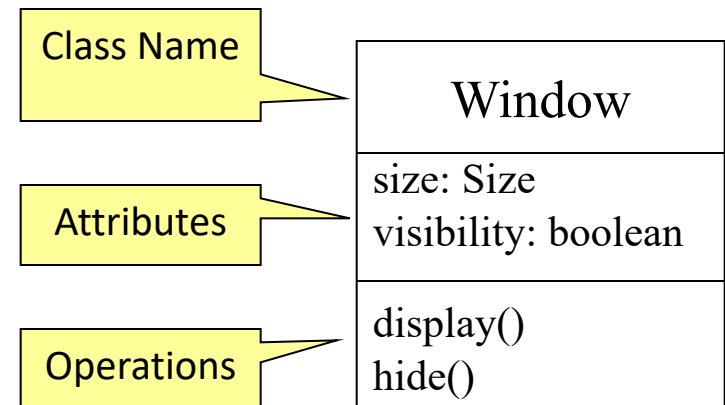 Class Name
Window
Attributes
size: Size
visibility: boolean
Operations
display()
hide()